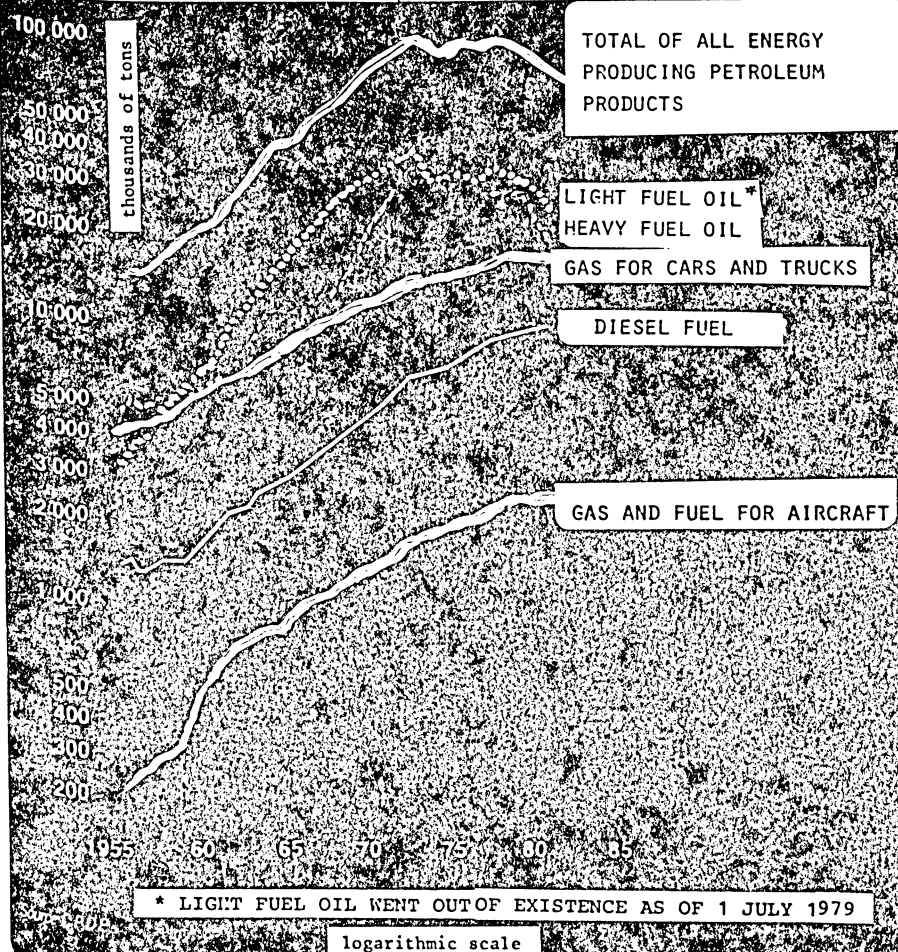 100 000
thousands of tons
50 000
40 000
30 000
20 000
10 000
5 000
4 000
3 000
2 000
1 000
500
400
300
200
TOTAL OF ALL ENERGY
PRODUCING PETROLEUM
PRODUCTS
LIGHT FUEL OIL*
HEAVY FUEL OIL
GAS FOR CARS AND TRUCKS
DIESEL FUEL
GAS AND FUEL FOR AIRCRAFT
1955 60 65 70 75 80 85
* LIGHT FUEL OIL WENT OUT OF EXISTENCE AS OF 1 JULY 1979
logarithmic scale